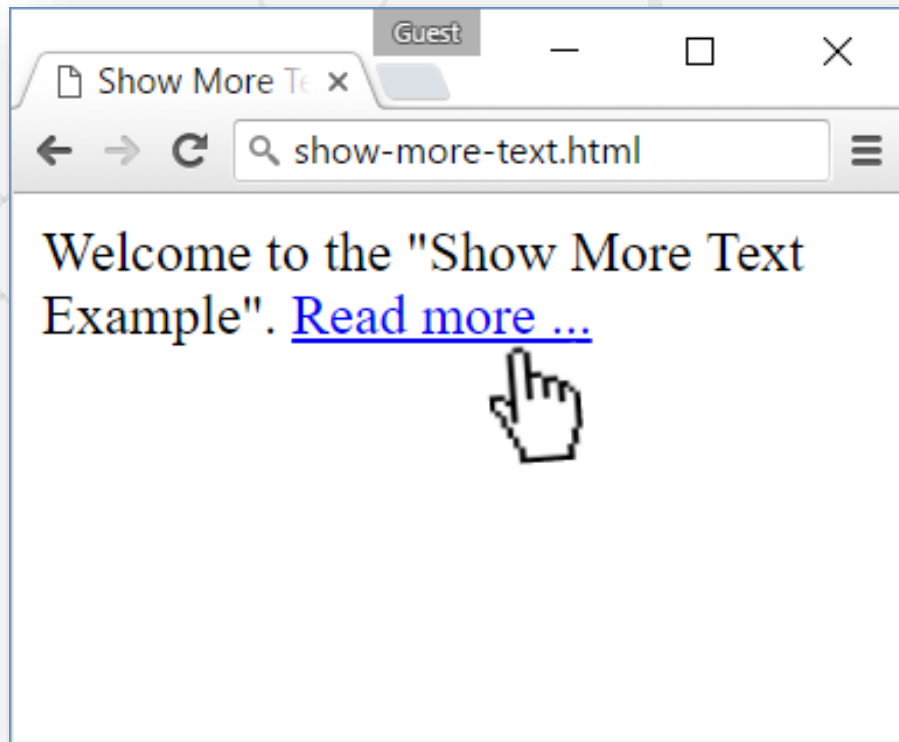 Guest
Show More Te
show-more-text.html
Welcome to the "Show More Text
Example". Read more ...